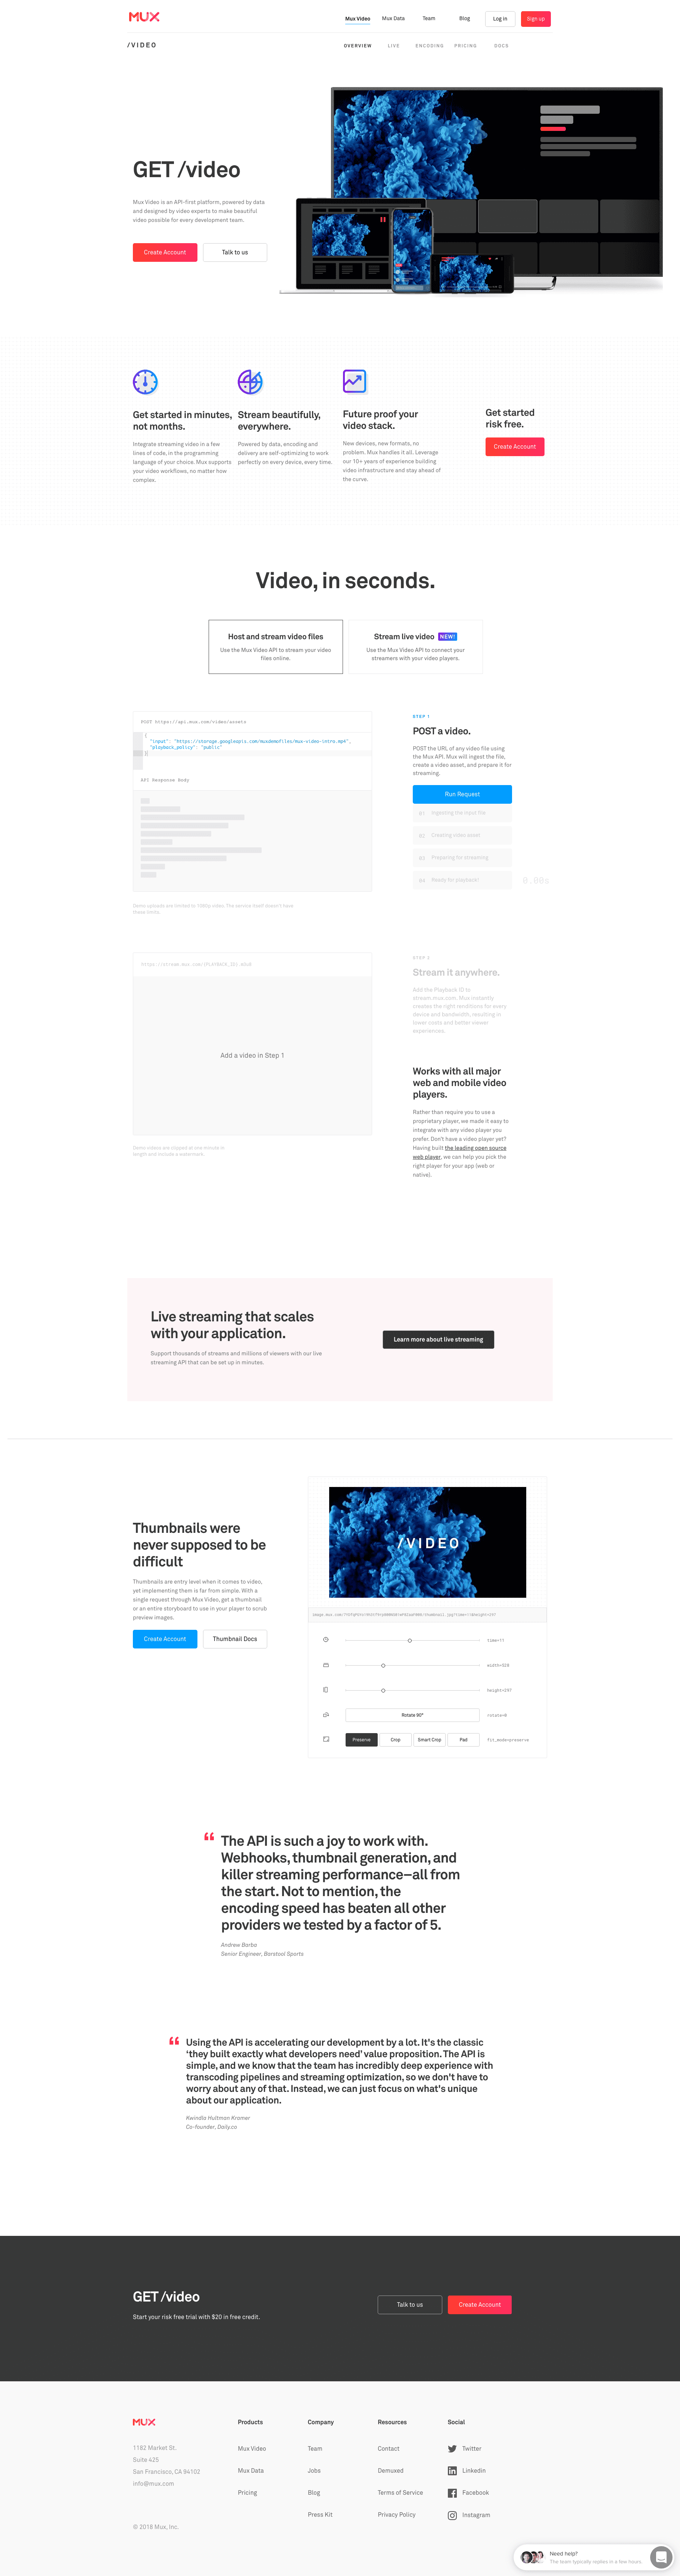 MUX
Mux Video
Mux Data
Team
Blog
Log in
Sign up
/VIDEO
OVERVIEW
LIVE
ENCODING
PRICING
DOCS
GET /video
Mux Video is an API-first platform, powered by data
and designed by video experts to make beautiful
video possible for every development team.
Create Account
Talk to us
Get started in minutes,
not months.
Integrate streaming video in a few
lines of code, in the programming
language of your choice. Mux supports
your video workflows, no matter how
complex.
Stream beautifully,
everywhere.
Powered by data, encoding and
delivery are self-optimizing to work
perfectly on every device, every time.
Future proof your
video stack.
New devices, new formats, no
problem. Mux handles it all. Leverage
our 10+ years of experience building
video infrastructure and stay ahead of
the curve.
Get started
risk free.
Create Account
Video, in seconds.
Host and stream video files
Use the Mux Video API to stream your video
files online.
Stream live video NEW!
Use the Mux Video API to connect your
streamers with your video players.
POST https://api.mux.com/video/assets
{
"input": "https://storage.googleapis.com/muxdemofiles/mux-video-intro.mp4",
"playback_policy": "public"
}
API Response Body
Demo uploads are limited to 1080p video. The service itself doesn't have
these limits.
STEP 1
POST a video.
POST the URL of any video file using
the Mux API. Mux will ingest the file,
create a video asset, and prepare it for
streaming.
Run Request
01 Ingesting the input file
02 Creating video asset
03 Preparing for streaming
04 Ready for playback!
https://stream.mux.com/{PLAYBACK_ID}.m3u8
Add a video in Step 1
Demo videos are clipped at one minute in
length and include a watermark.
STEP 2
Stream it anywhere.
Add the Playback ID to
stream.mux.com. Mux instantly
creates the right renditions for every
device and bandwidth, resulting in
lower costs and better viewer
experiences.
Works with all major
web and mobile video
players.
Rather than require you to use a
proprietary player, we made it easy to
integrate with any video player you
prefer. Don't have a video player yet?
Having built the leading open source
web player, we can help you pick the
right player for your app (web or
native).
Live streaming that scales
with your application.
Support thousands of streams and millions of viewers with our live
streaming API that can be set up in minutes.
Learn more about live streaming
Thumbnails were
never supposed to be
difficult
Thumbnails are entry level when it comes to video,
yet implementing them is far from simple. With a
single request through Mux Video, get a thumbnail
or an entire storyboard to use in your player to scrub
preview images.
Create Account
Thumbnail Docs
/VIDEO
time=11
width=528
height=297
Rotate 90°
rotate=0
Preserve
Crop
Smart Crop
Pad
fit_mode=preserve
“ The API is such a joy to work with.
Webhooks, thumbnail generation, and
killer streaming performance–all from
the start. Not to mention, the
encoding speed has beaten all other
providers we tested by a factor of 5.
Andrew Barba
Senior Engineer, Barstool Sports
“ Using the API is accelerating our development by a lot. It's the classic
‘they built exactly what developers need’ value proposition. The API is
simple, and we know that the team has incredibly deep experience with
transcoding pipelines and streaming optimization, so we don't have to
worry about any of that. Instead, we can just focus on what's unique
about our application.
Kwindla Hultman Kramer
Co-founder, Daily.co
GET /video
Start your risk free trial with $20 in free credit.
Talk to us
Create Account
MUX
1182 Market St.
Suite 425
San Francisco, CA 94102
info@mux.com
© 2018 Mux, Inc.
Products
Mux Video
Mux Data
Pricing
Company
Team
Jobs
Blog
Press Kit
Resources
Contact
Demuxed
Terms of Service
Privacy Policy
Social
Twitter
Linkedin
Facebook
Instagram
Need help?
The team typically replies in a few hours.